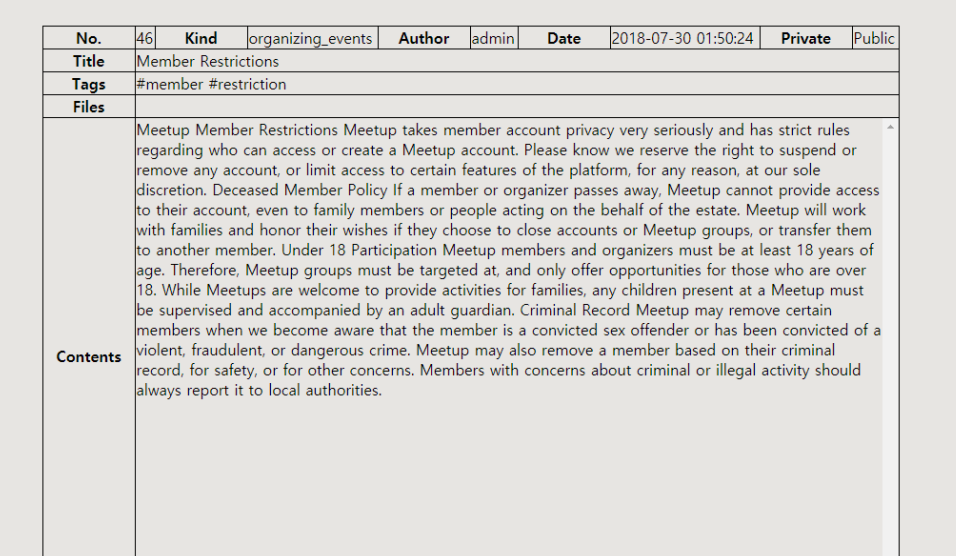 No. 46 Kind organizing_events Author admin Date 2018-07-30 01:50:24 Private Public
Title Member Restrictions
Tags #member #restriction
Files
Contents
Meetup Member Restrictions Meetup takes member account privacy very seriously and has strict rules
regarding who can access or create a Meetup account. Please know we reserve the right to suspend or
remove any account, or limit access to certain features of the platform, for any reason, at our sole
discretion. Deceased Member Policy If a member or organizer passes away, Meetup cannot provide access
to their account, even to family members or people acting on the behalf of the estate. Meetup will work
with families and honor their wishes if they choose to close accounts or Meetup groups, or transfer them
to another member. Under 18 Participation Meetup members and organizers must be at least 18 years of
age. Therefore, Meetup groups must be targeted at, and only offer opportunities for those who are over
18. While Meetups are welcome to provide activities for families, any children present at a Meetup must
be supervised and accompanied by an adult guardian. Criminal Record Meetup may remove certain
members when we become aware that the member is a convicted sex offender or has been convicted of a
violent, fraudulent, or dangerous crime. Meetup may also remove a member based on their criminal
record, for safety, or for other concerns. Members with concerns about criminal or illegal activity should
always report it to local authorities.